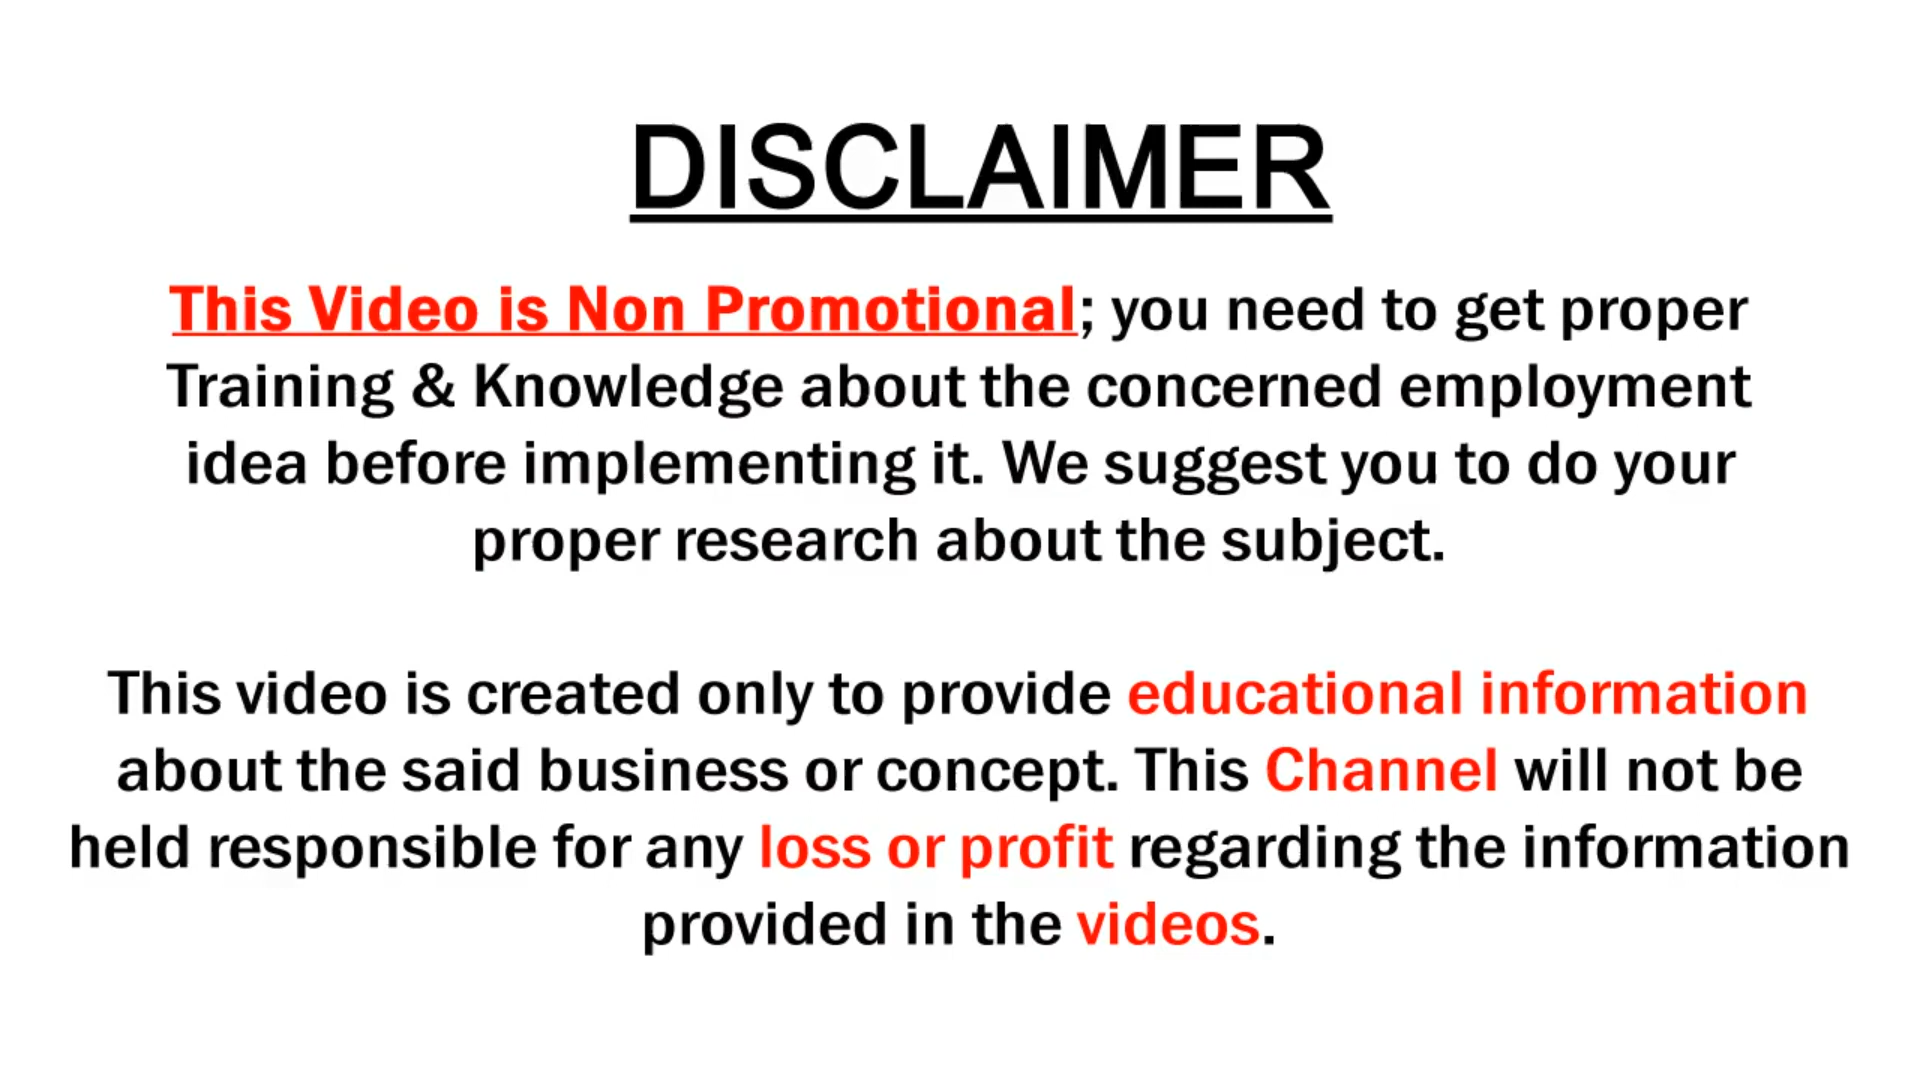 DISCLAIMER
This Video is Non Promotional; you need to get proper
Training & Knowledge about the concerned employment
idea before implementing it. We suggest you to do your
proper research about the subject.
This video is created only to provide educational information
about the said business or concept. This Channel will not be
held responsible for any loss or profit regarding the information
provided in the videos.